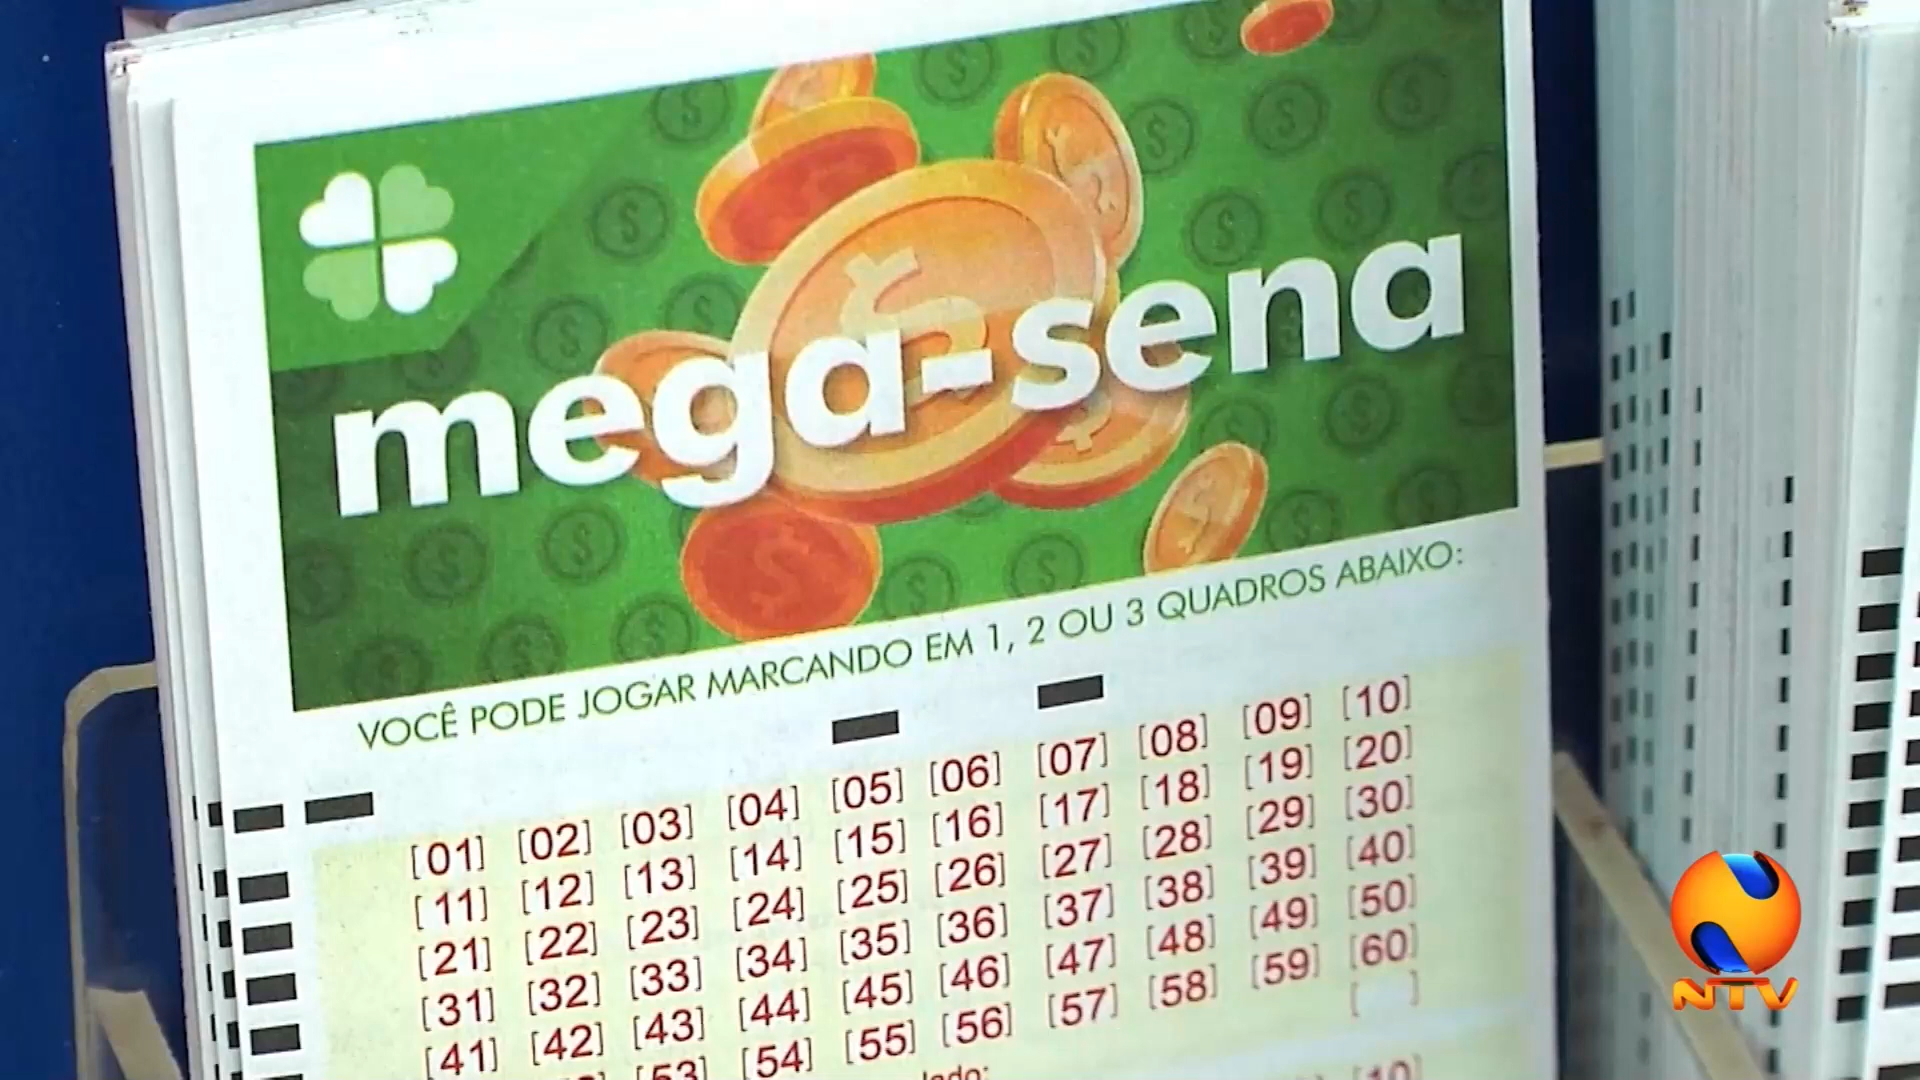 mega-sena
VOCÊ PODE JOGAR MARCANDO EM 1, 2 OU 3 QUADROS ABAIXO:
[01] [02] [03] [04] [05] [06] [07] [08] [09] [10]
[11] [12] [13] [14] [15] [16] [17] [18] [19] [20]
[21] [22] [23] [24] [25] [26] [27] [28] [29] [30]
[31] [32] [33] [34] [35] [36] [37] [38] [39] [40]
[41] [42] [43] [44] [45] [46] [47] [48] [49] [50]
[53] [54] [55] [56] [57] [58] [59] [60]
[ ]
[10]
NTV